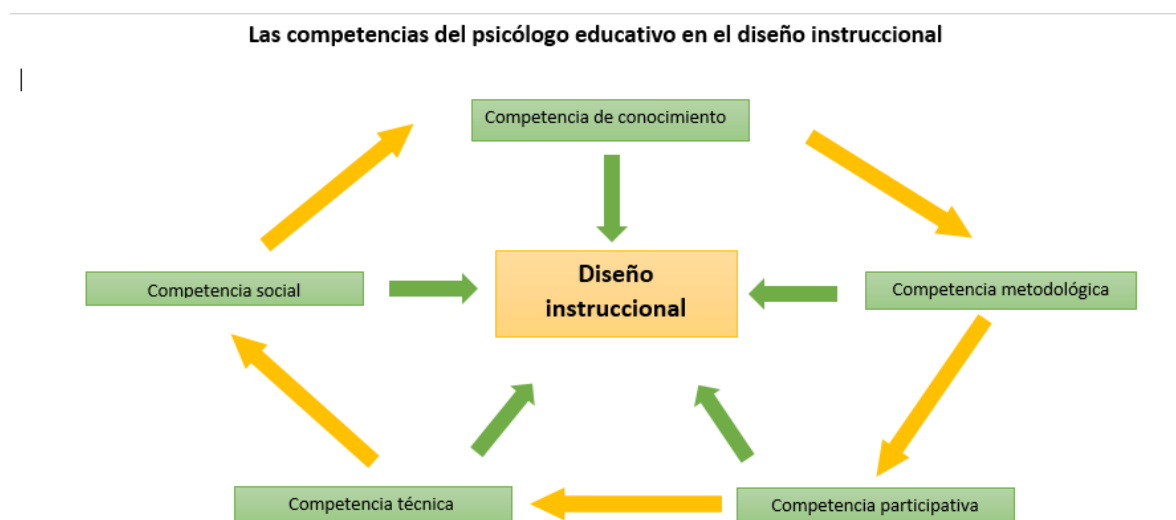 Las competencias del psicólogo educativo en el diseño instruccional
Competencia de conocimiento
Competencia social
Diseño
instruccional
Competencia metodológica
Competencia técnica
Competencia participativa